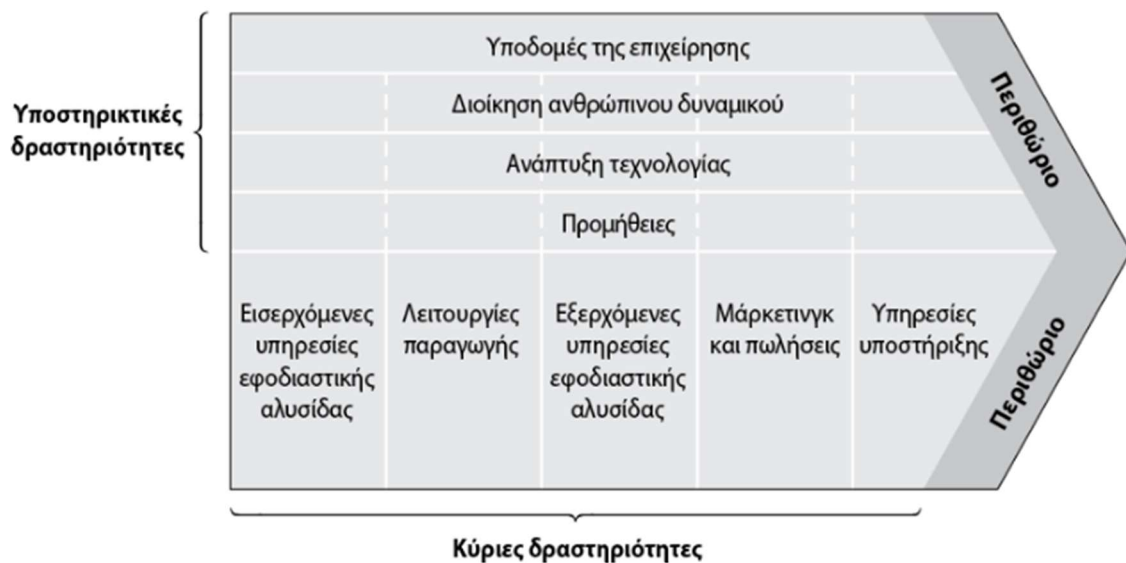 Υποδομές της επιχείρησης
Υποστηρικτικές
δραστηριότητες
Διοίκηση ανθρώπινου δυναμικού
Ανάπτυξη τεχνολογίας
Προμήθειες
Περιθώριο
Εισερχόμενες
υπηρεσίες
εφοδιαστικής
αλυσίδας
Λειτουργίες
παραγωγής
Εξερχόμενες
υπηρεσίες
εφοδιαστικής
αλυσίδας
Μάρκετινγκ
και πωλήσεις
Υπηρεσίες
υποστήριξης
Περιθώριο
Κύριες δραστηριότητες